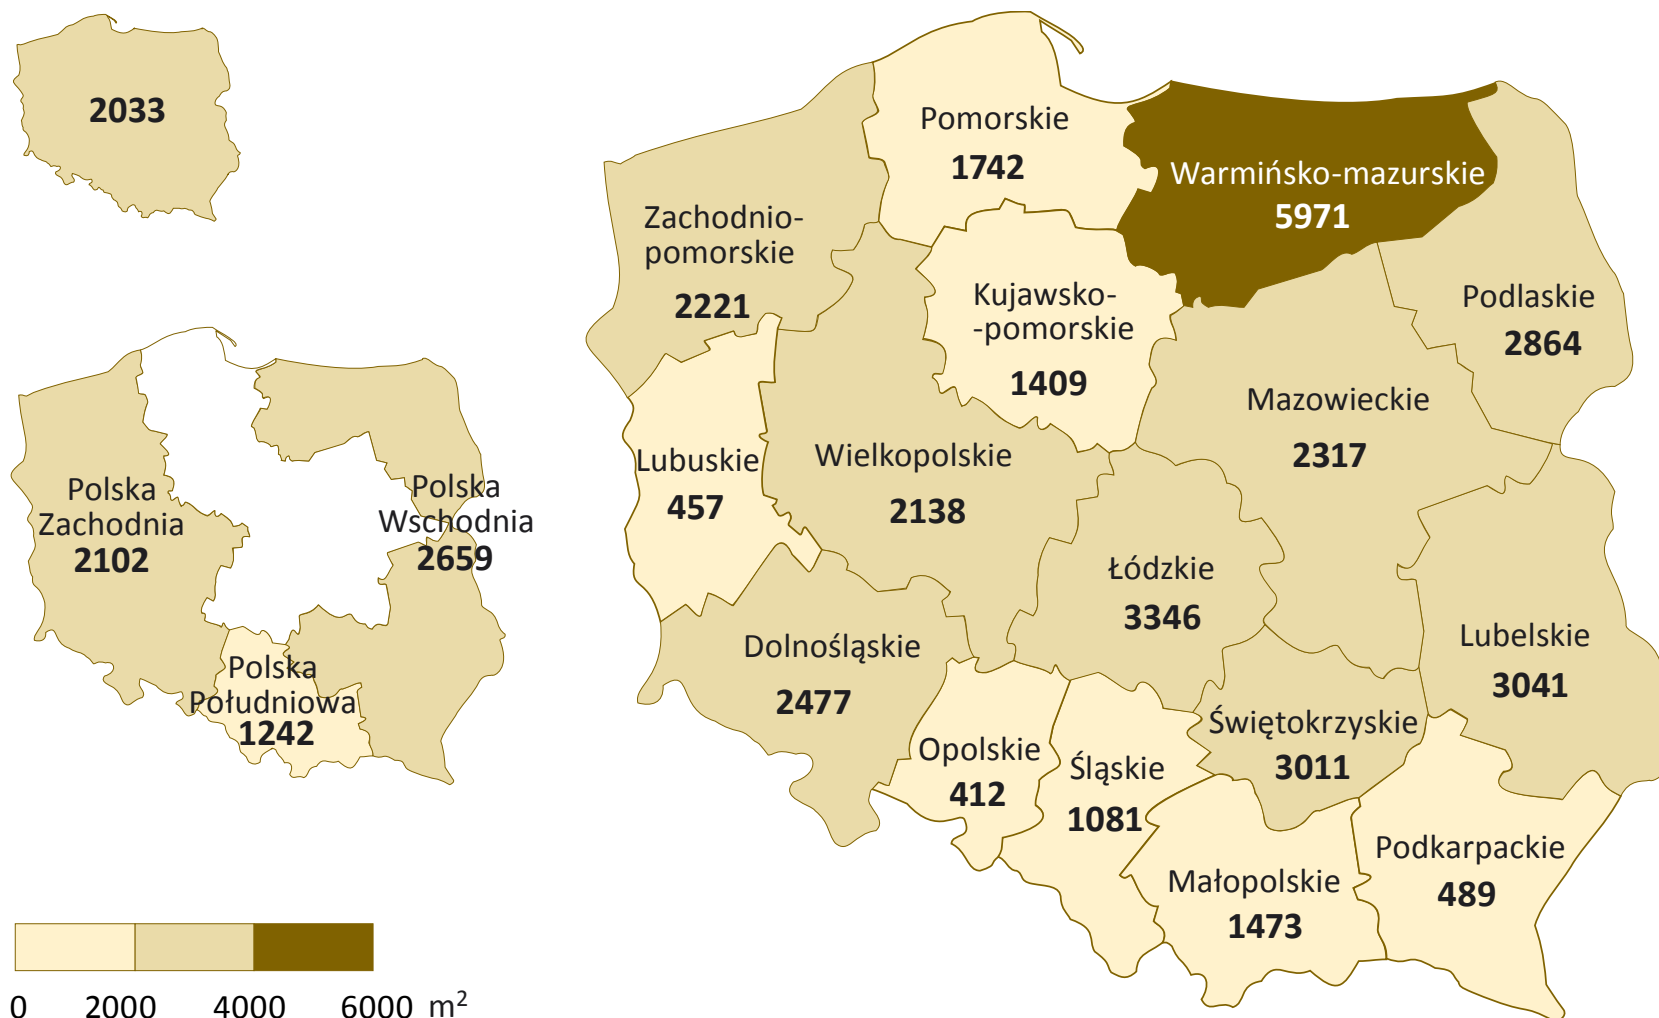 2033
Polska
Zachodnia
2102
Polska
Wschodnia
2659
Polska
Południowa
1242
Pomorskie
1742
Warmińsko-mazurskie
5971
Zachodnio-
pomorskie
2221
Kujawsko-
-pomorskie
1409
Podlaskie
2864
Mazowieckie
2317
Lubuskie
457
Wielkopolskie
2138
Łódzkie
3346
Lubelskie
3041
Dolnośląskie
2477
Świętokrzyskie
3011
Opolskie
412
Śląskie
1081
Małopolskie
1473
Podkarpackie
489
0 2000 4000 6000 m²